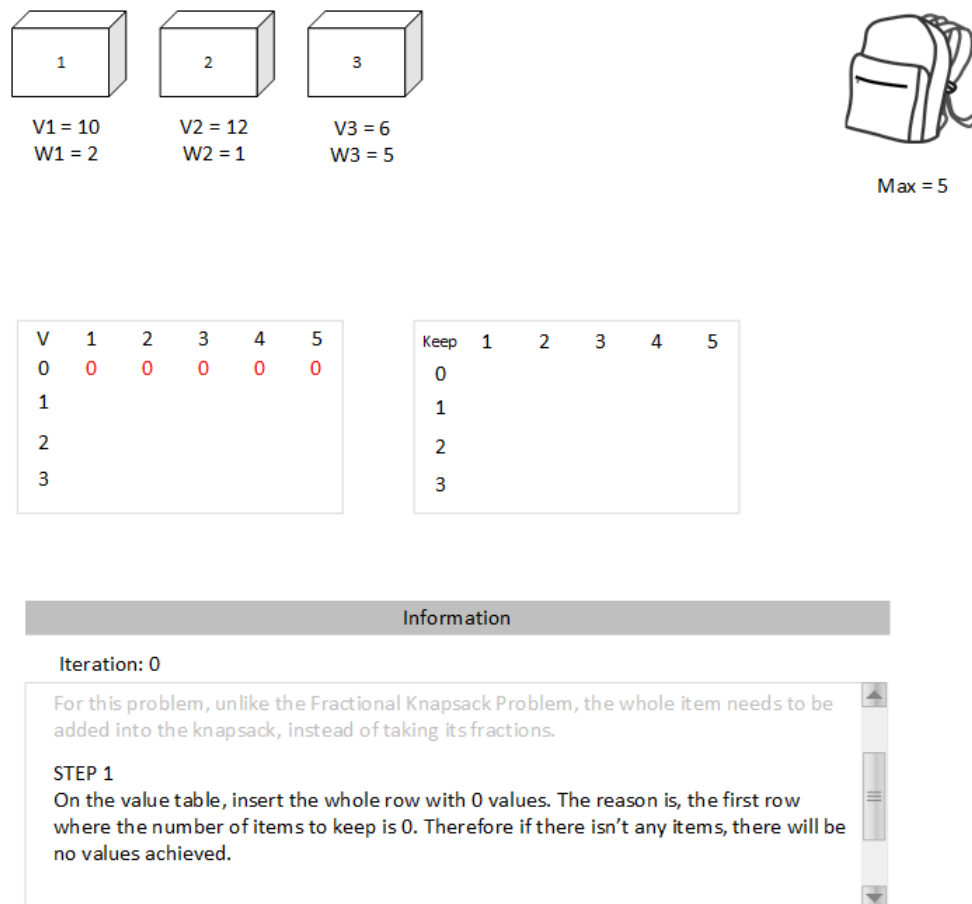 1 2 3
V1 = 10 V2 = 12 V3 = 6
W1 = 2 W2 = 1 W3 = 5
Max = 5
V 1 2 3 4 5
0 0 0 0 0 0
1
2
3
Keep 1 2 3 4 5
0
1
2
3
Information
Iteration: 0
For this problem, unlike the Fractional Knapsack Problem, the whole item needs to be
added into the knapsack, instead of taking its fractions.
STEP 1
On the value table, insert the whole row with 0 values. The reason is, the first row
where the number of items to keep is 0. Therefore if there isn't any items, there will be
no values achieved.